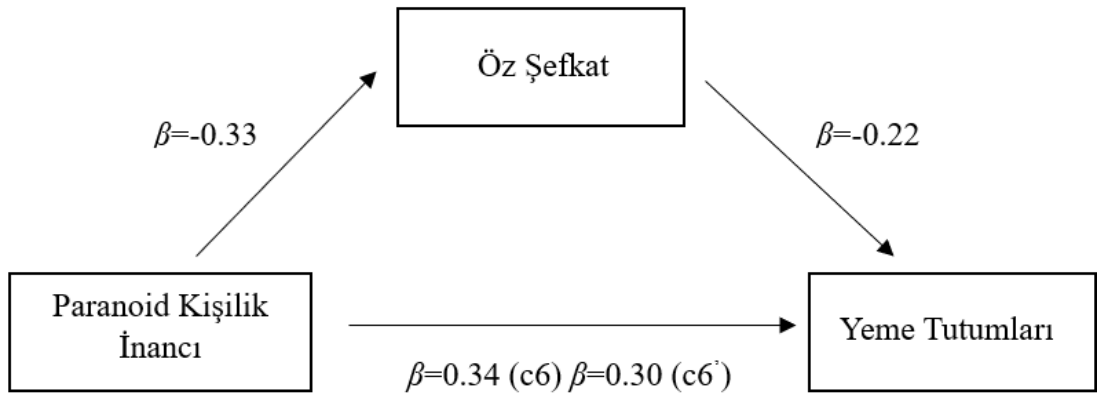 Öz Şefkat
β=-0.33
β=-0.22
Paranoid Kişilik
İnancı
Yeme Tutumları
β=0.34 (c6) β=0.30 (c6')